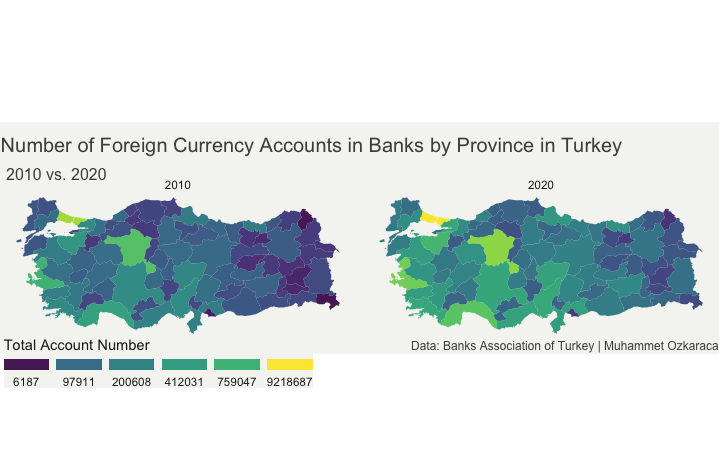 Number of Foreign Currency Accounts in Banks by Province in Turkey
2010 vs. 2020
2010
2020
Total Account Number
Data: Banks Association of Turkey | Muhammet Ozkaraca
6187 97911 200608 412031 759047 9218687